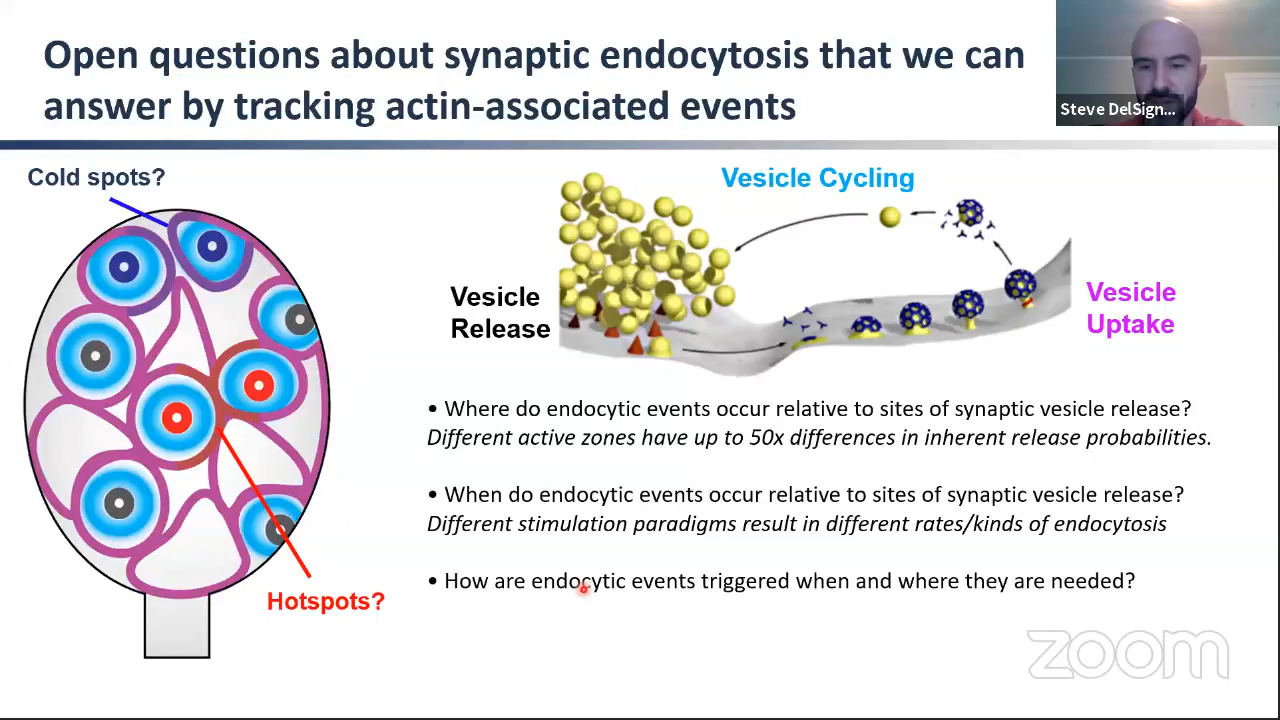 Open questions about synaptic endocytosis that we can
answer by tracking actin-associated events
Steve DelSign...
Cold spots?
Vesicle Cycling
Vesicle
Release
Vesicle
Uptake
• Where do endocytic events occur relative to sites of synaptic vesicle release?
Different active zones have up to 50x differences in inherent release probabilities.
• When do endocytic events occur relative to sites of synaptic vesicle release?
Different stimulation paradigms result in different rates/kinds of endocytosis
• How are endocytic events triggered when and where they are needed?
Hotspots?
zoom